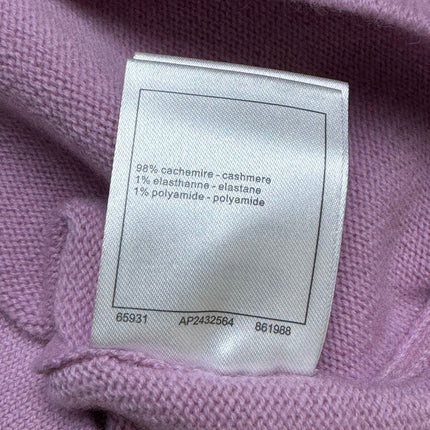 98% cachemire - cashmere
1% elasthanne - elastane
1% polyamide - polyamide
65931 AP2432564 861988